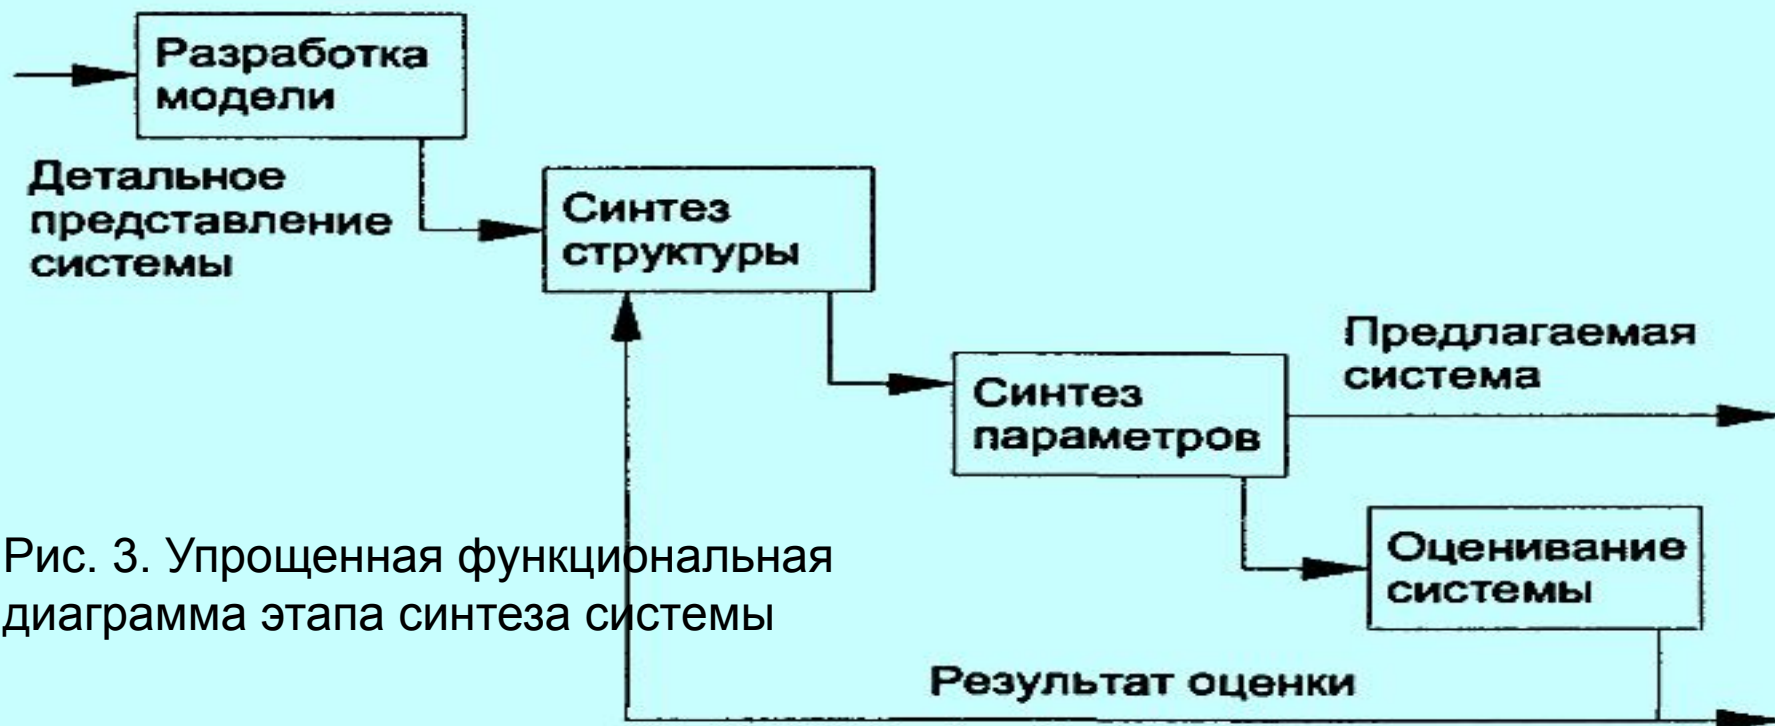 Разработка
модели
Детальное
представление
системы
Синтез
структуры
Предлагаемая
система
Синтез
параметров
Рис. 3. Упрощенная функциональная
диаграмма этапа синтеза системы
Оценивание
системы
Результат оценки